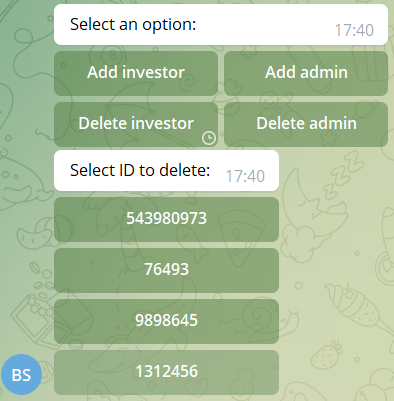 Select an option:
17:40
Add investor
Add admin
Delete investor
Delete admin
Select ID to delete:
17:40
543980973
76493
9898645
1312456
BS